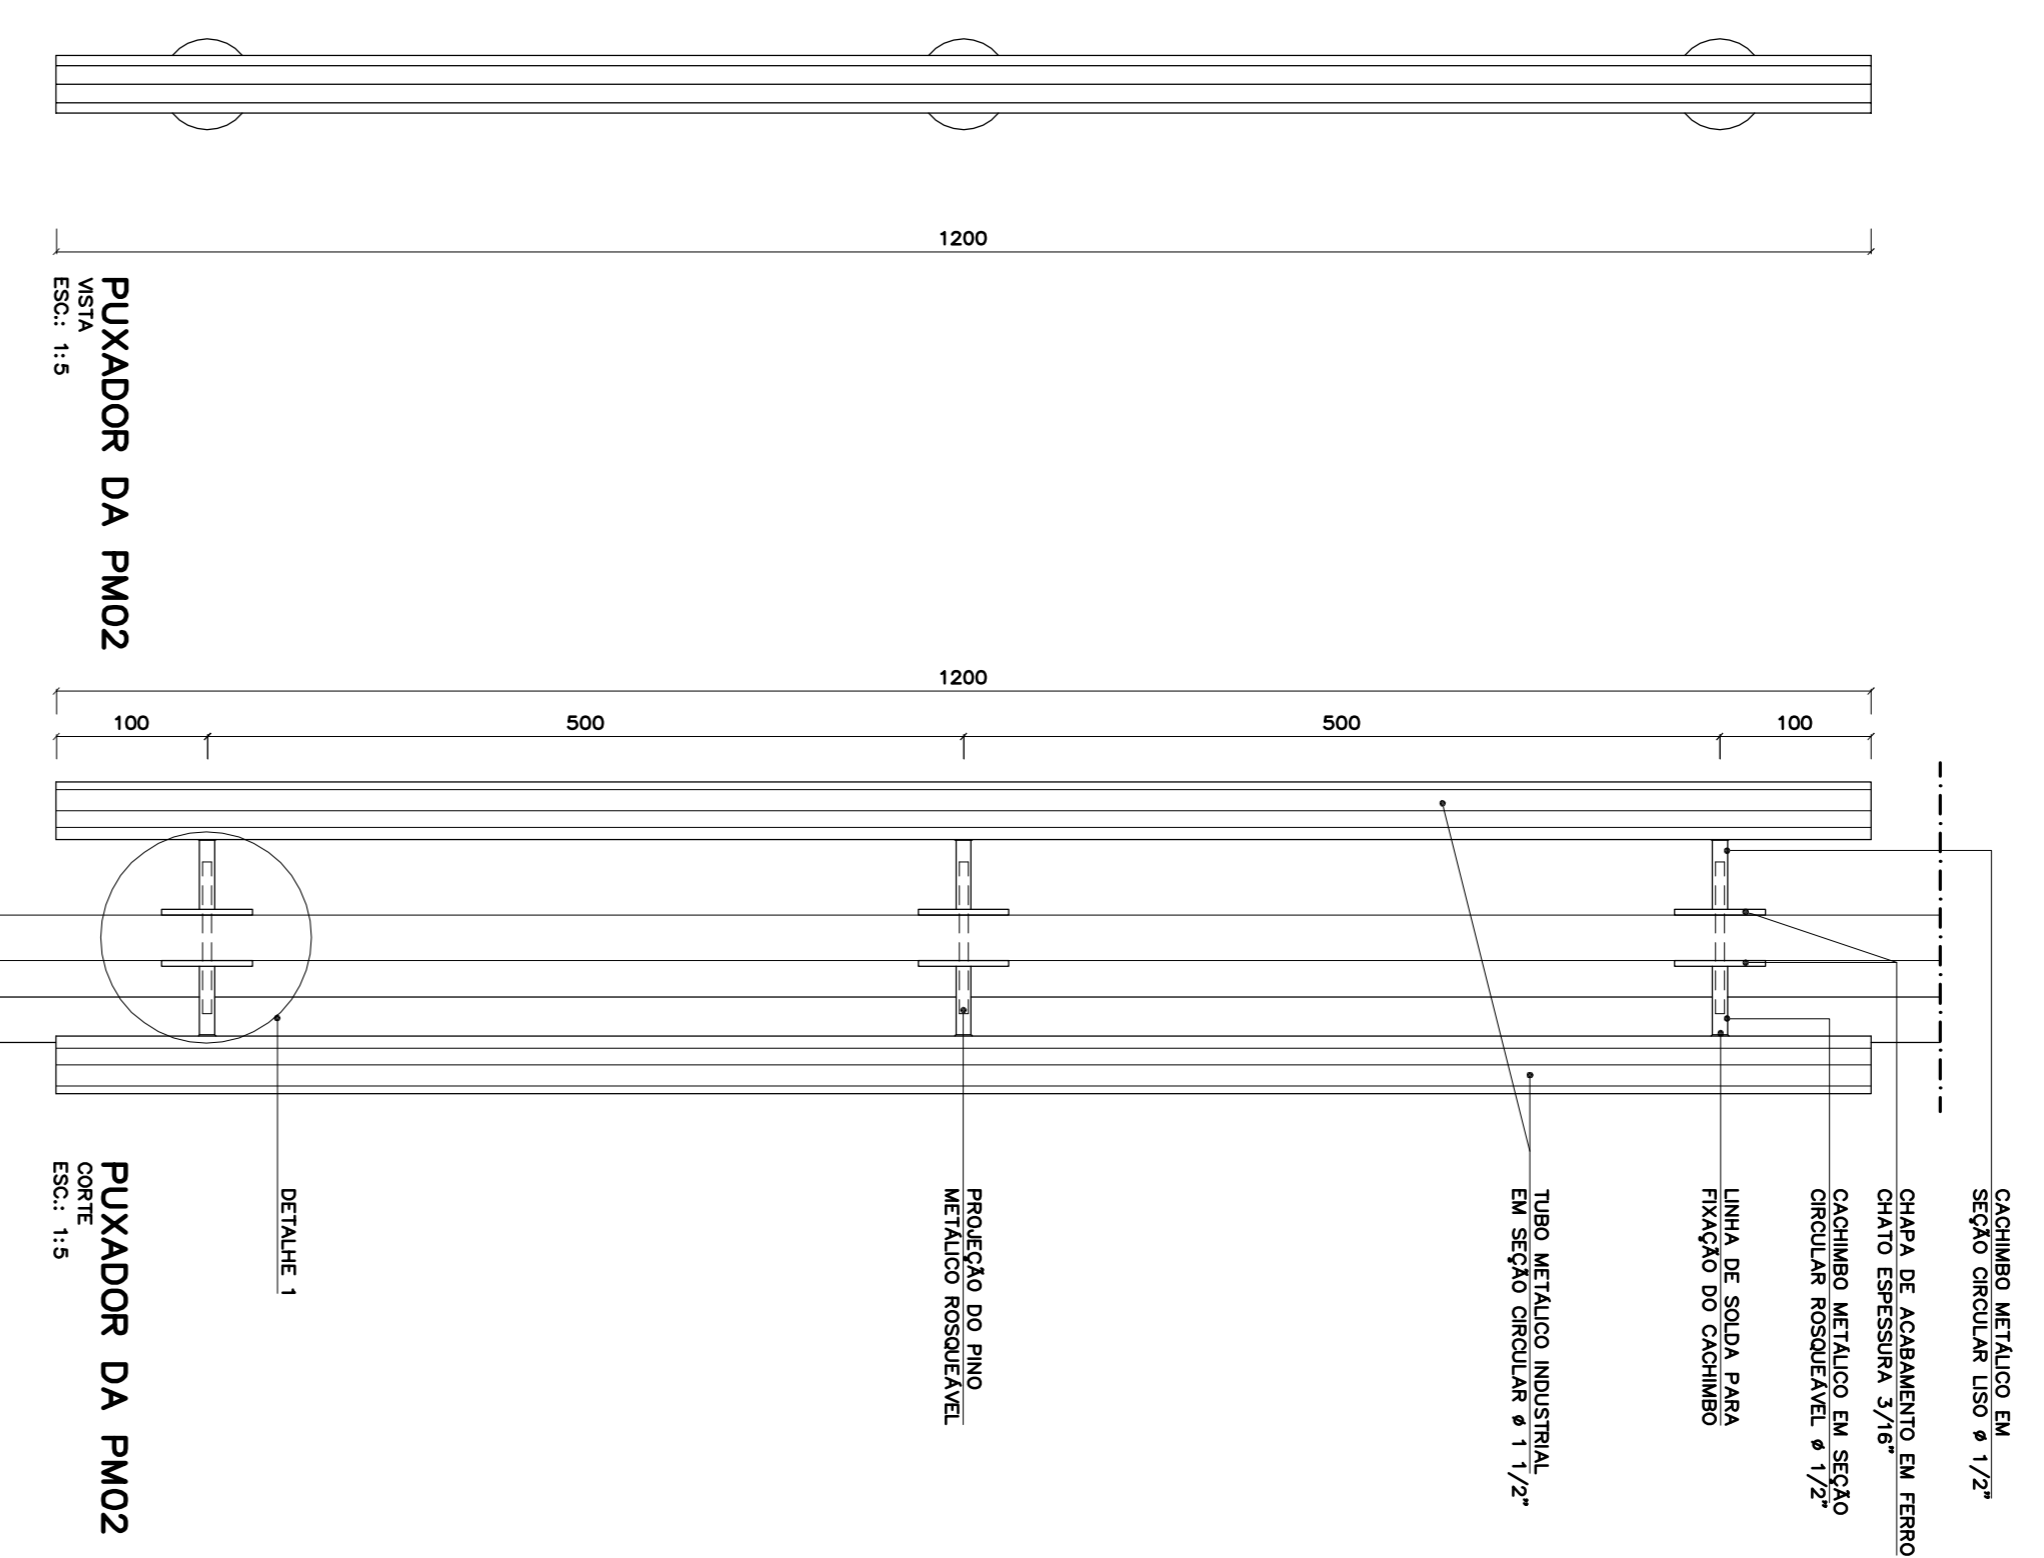 1200
PUXADOR DA PM02
VISTA
ESC.: 1:5
1200
100
500
500
100
CACHIMBO METÁLICO EM
SEÇÃO CIRCULAR LISO ø 1/2"
CHAPA DE ACABAMENTO EM FERRO
CHATO ESPESSURA 3/16"
CACHIMBO METÁLICO EM SEÇÃO
CIRCULAR ROSQUEÁVEL ø 1/2"
LINHA DE SOLDA PARA
FIXAÇÃO DO CACHIMBO
TUBO METÁLICO INDUSTRIAL
EM SEÇÃO CIRCULAR ø 1 1/2"
PROJEÇÃO DO PINO
METÁLICO ROSQUEÁVEL
DETALHE 1
PUXADOR DA PM02
CORTE
ESC.: 1:5